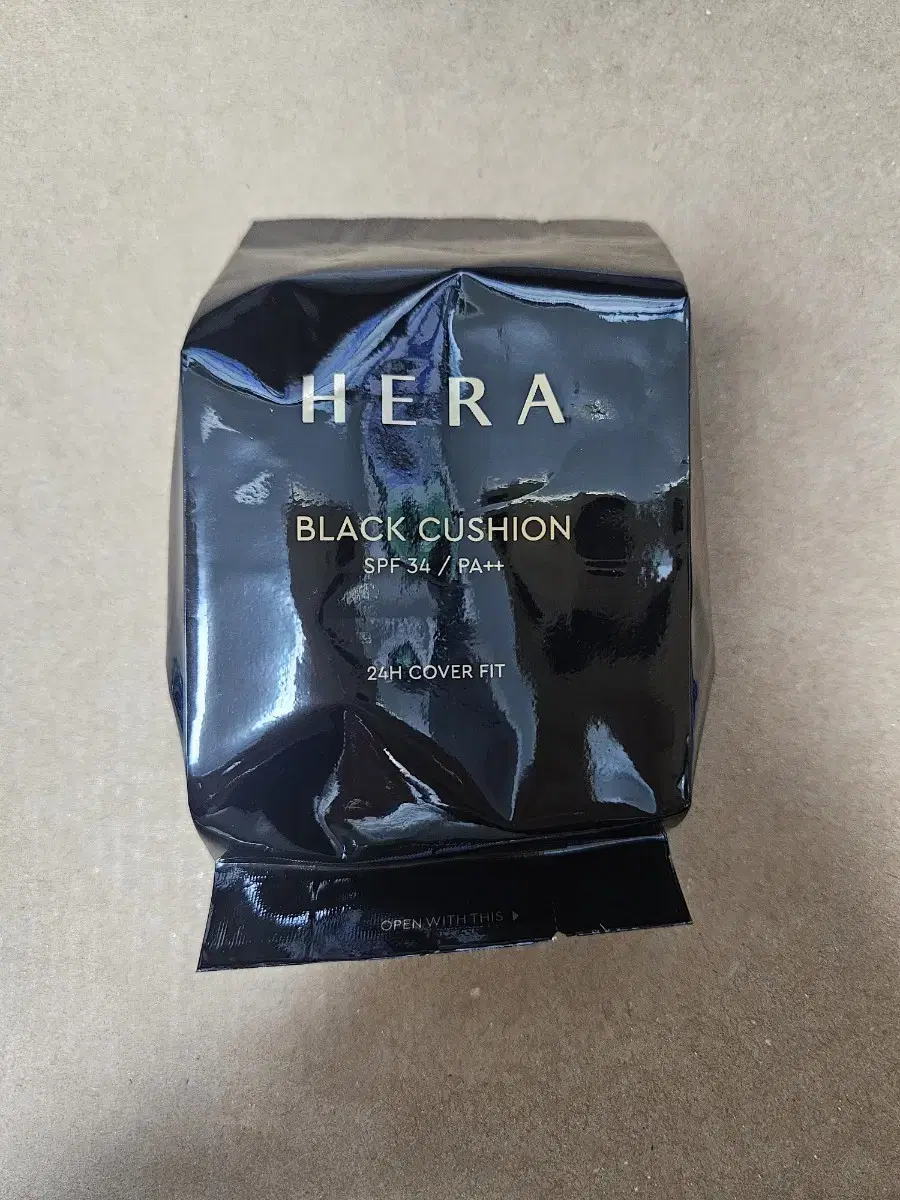 HERA
BLACK CUSHION
SPF 34 / PA++
24H COVER FIT
OPEN WITH THIS ▶